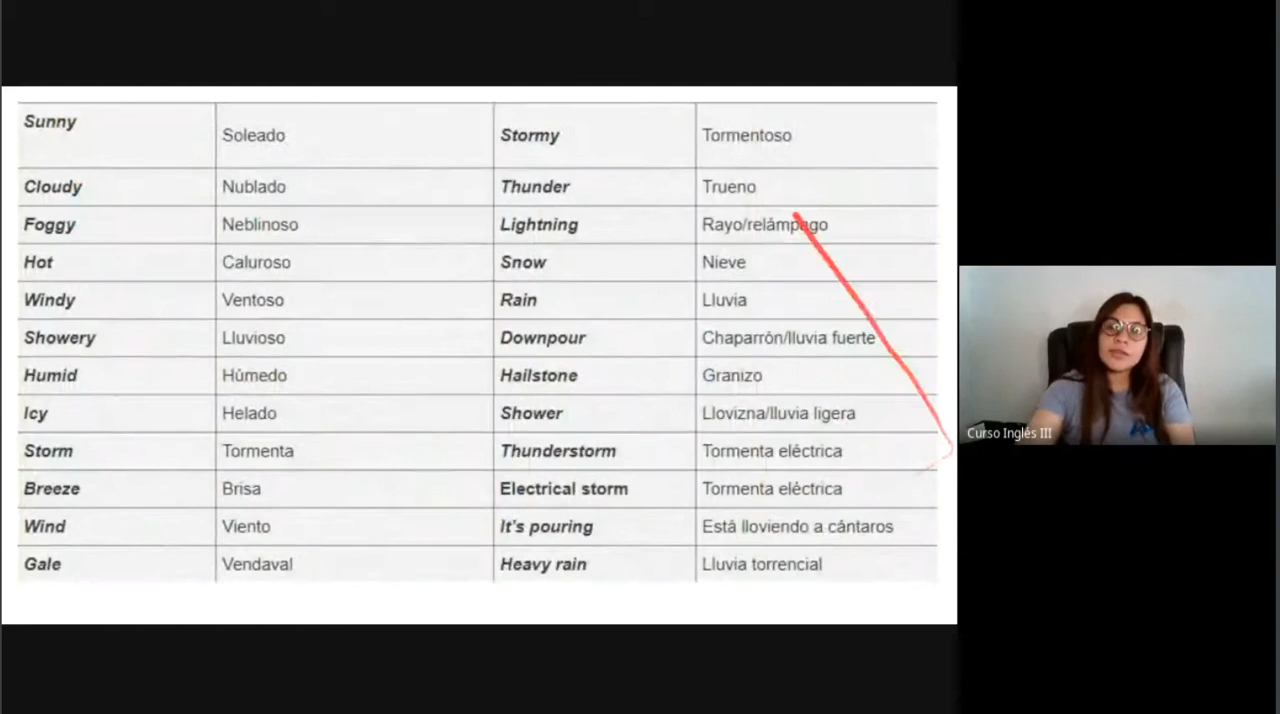 Sunny Soleado Stormy Tormentoso
Cloudy Nublado Thunder Trueno
Foggy Neblinoso Lightning Rayo/relámpago
Hot Caluroso Snow Nieve
Windy Ventoso Rain Lluvia
Showery Lluvioso Downpour Chaparrón/lluvia fuerte
Humid Húmedo Hailstone Granizo
Icy Helado Shower Llovizna/lluvia ligera
Storm Tormenta Thunderstorm Tormenta eléctrica
Breeze Brisa Electrical storm Tormenta eléctrica
Wind Viento It's pouring Está lloviendo a cántaros
Gale Vendaval Heavy rain Lluvia torrencial
Curso Inglés III